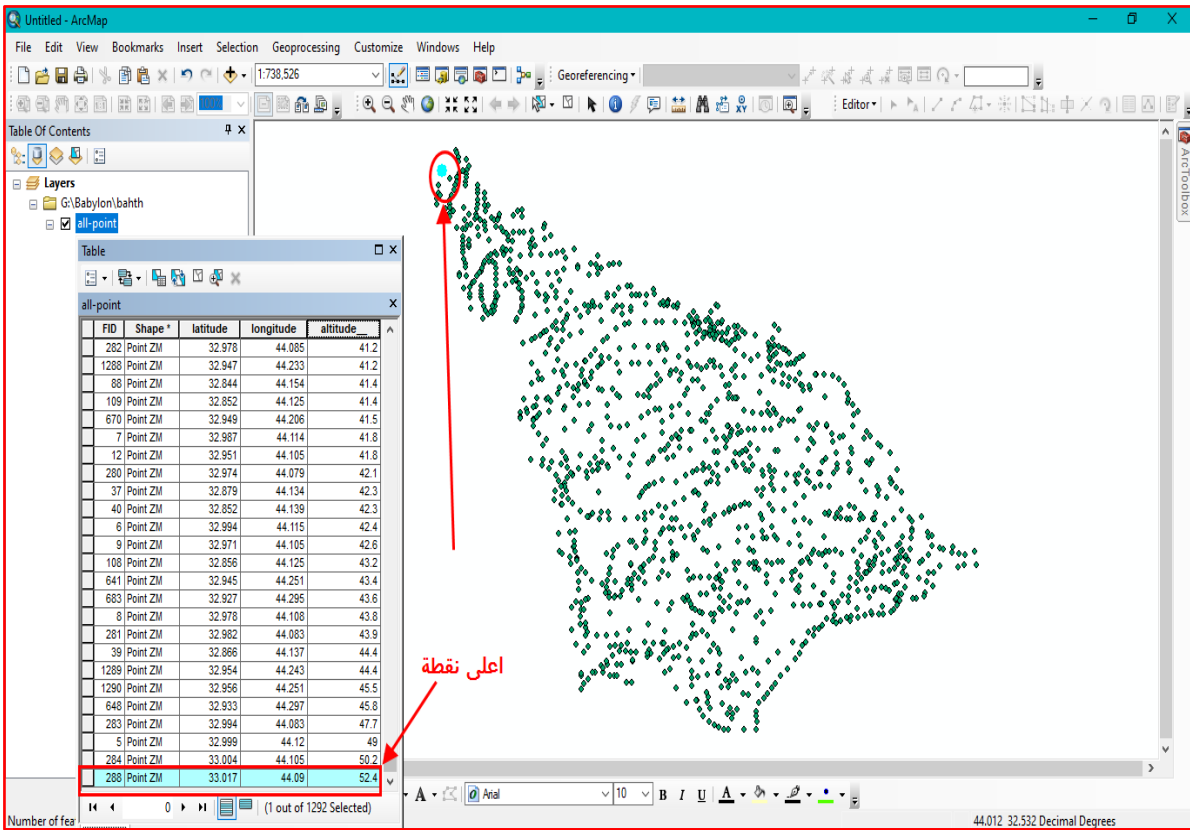 Untitled - ArcMap
File Edit View Bookmarks Insert Selection Geoprocessing Customize Windows Help
1:738,526 Georeferencing
Editor
Table Of Contents
Layers
G:\Babylon\bahth
all-point
ArcToolbox
Table
all-point
FID Shape * latitude longitude altitude__
282 Point ZM 32.978 44.085 41.2
1288 Point ZM 32.947 44.233 41.2
88 Point ZM 32.844 44.154 41.4
109 Point ZM 32.852 44.125 41.4
670 Point ZM 32.949 44.206 41.5
7 Point ZM 32.987 44.114 41.8
12 Point ZM 32.951 44.105 41.8
280 Point ZM 32.974 44.079 42.1
37 Point ZM 32.879 44.134 42.3
40 Point ZM 32.852 44.139 42.3
6 Point ZM 32.994 44.115 42.4
9 Point ZM 32.971 44.105 42.6
108 Point ZM 32.856 44.125 43.2
641 Point ZM 32.945 44.251 43.4
683 Point ZM 32.927 44.295 43.6
8 Point ZM 32.978 44.108 43.8
281 Point ZM 32.982 44.083 43.9
39 Point ZM 32.866 44.137 44.4
1289 Point ZM 32.954 44.243 44.4
1290 Point ZM 32.956 44.251 45.5
648 Point ZM 32.933 44.297 45.8
283 Point ZM 32.994 44.083 47.7
5 Point ZM 32.999 44.12 49
284 Point ZM 33.004 44.105 50.2
288 Point ZM 33.017 44.09 52.4
اعلى نقطة
0 (1 out of 1292 Selected)
A Arial 10 B I U A
Number of fea
44.012 32.532 Decimal Degrees